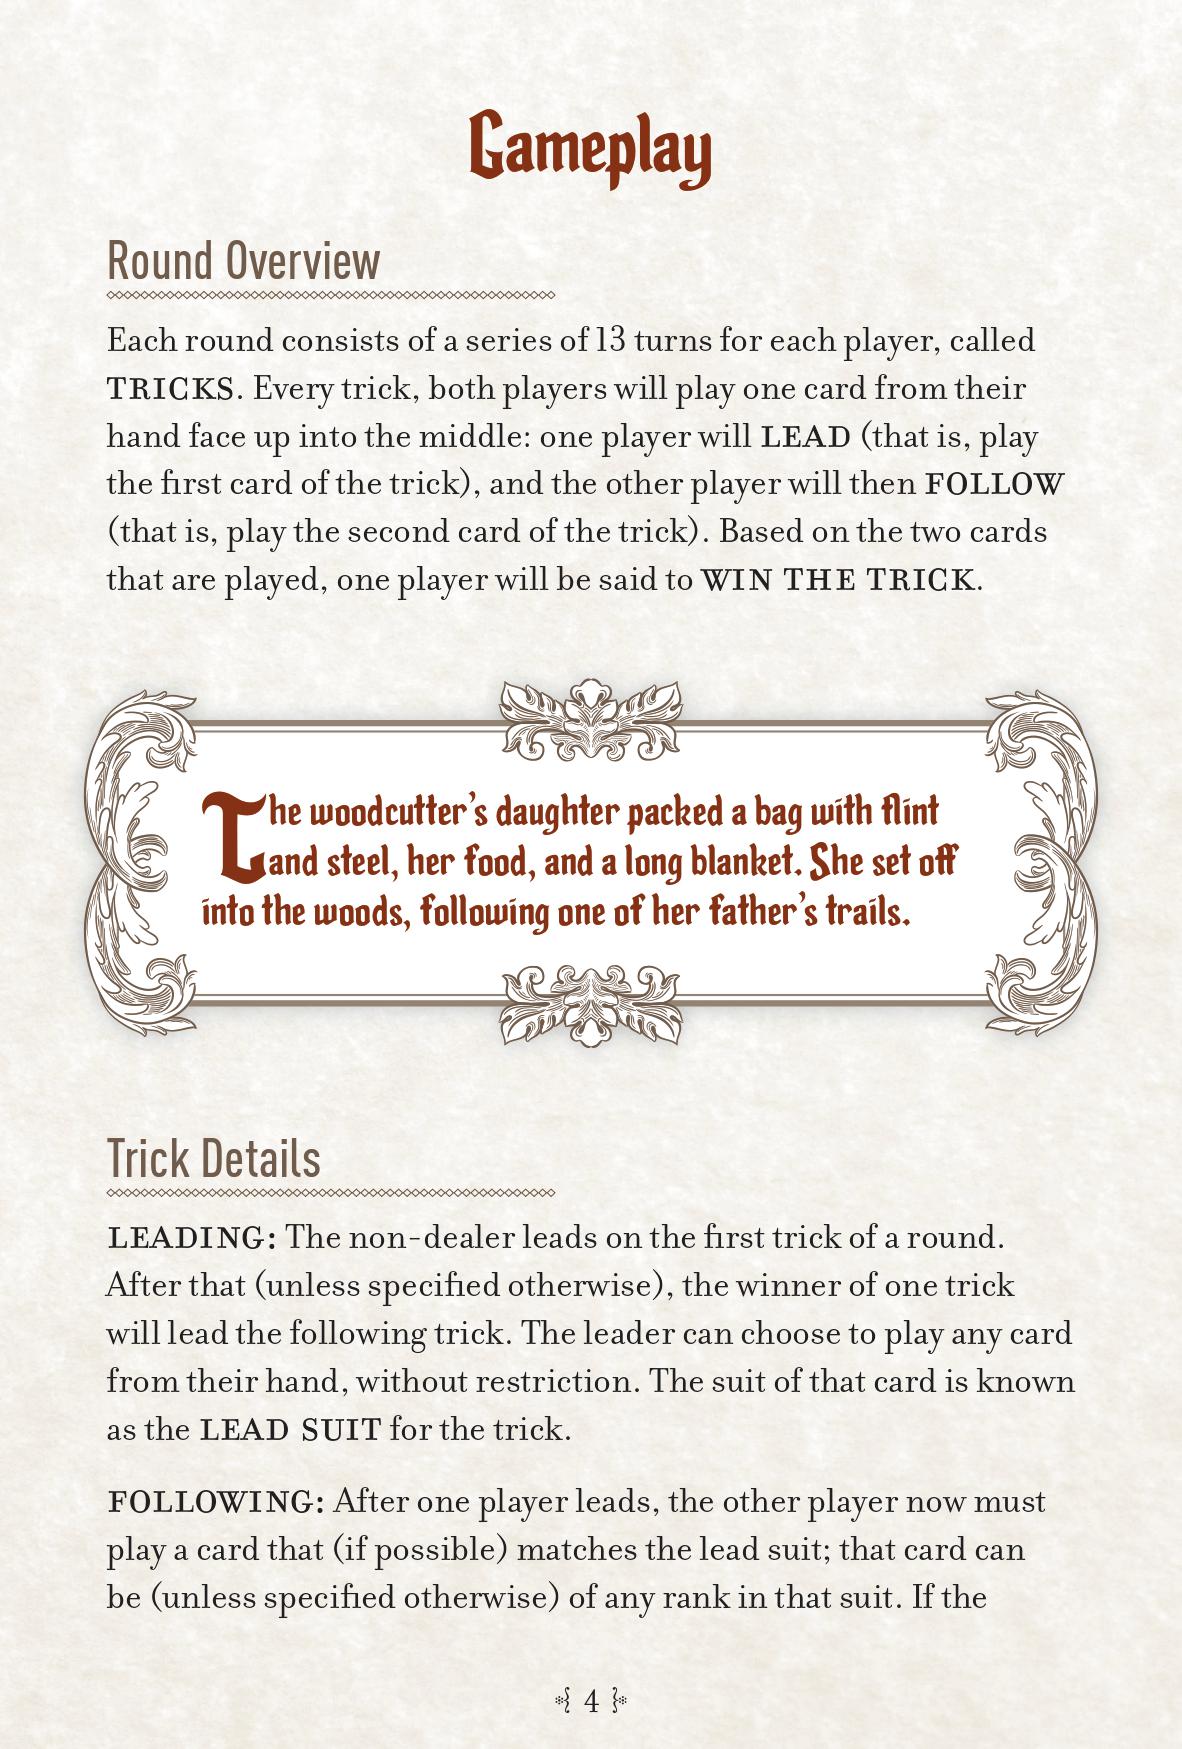 Gameplay
Round Overview
Each round consists of a series of 13 turns for each player, called
TRICKS. Every trick, both players will play one card from their
hand face up into the middle: one player will LEAD (that is, play
the first card of the trick), and the other player will then FOLLOW
(that is, play the second card of the trick). Based on the two cards
that are played, one player will be said to WIN THE TRICK.
The woodcutter's daughter packed a bag with flint
and steel, her food, and a long blanket. She set off
into the woods, following one of her father's trails.
Trick Details
LEADING: The non-dealer leads on the first trick of a round.
After that (unless specified otherwise), the winner of one trick
will lead the following trick. The leader can choose to play any card
from their hand, without restriction. The suit of that card is known
as the LEAD SUIT for the trick.
FOLLOWING: After one player leads, the other player now must
play a card that (if possible) matches the lead suit; that card can
be (unless specified otherwise) of any rank in that suit. If the
4